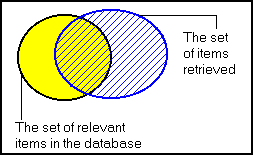 The set
of items
retrieved
The set of relevant
items in the database